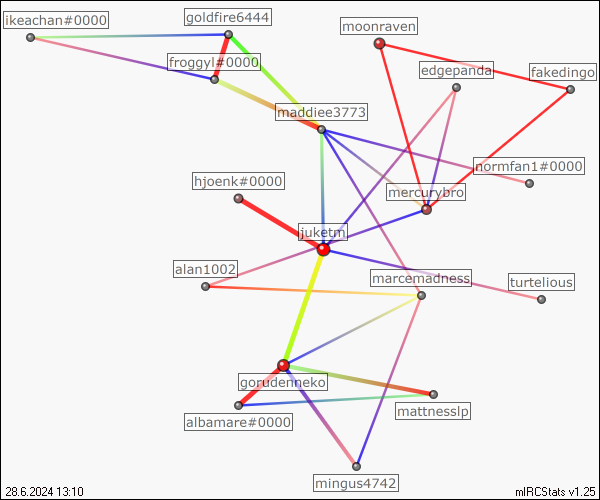 ikeachan#0000
goldfire6444
moonraven
froggyl#0000
edgepanda
fakedingo
maddiee3773
normfan1#0000
hjoenk#0000
mercurybro
juketm
alan1002
marcemadness
turtelious
gorudenneko
mattnesslp
albamare#0000
mingus4742
28.6.2024 13:10
mIRCStats v1.25